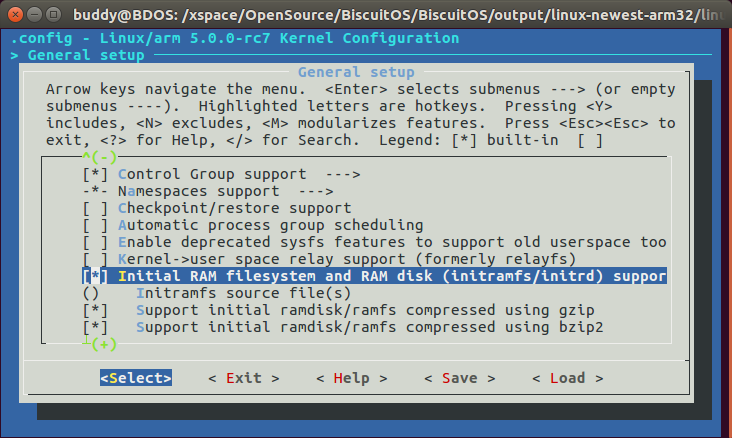 buddy@BDOS: /xspace/OpenSource/BiscuitOS/BiscuitOS/output/linux-newest-arm32/linu
.config - Linux/arm 5.0.0-rc7 Kernel Configuration
> General setup
General setup
Arrow keys navigate the menu.  <Enter> selects submenus ---> (or empty
submenus ----).  Highlighted letters are hotkeys.  Pressing <Y>
includes, <N> excludes, <M> modularizes features.  Press <Esc><Esc> to
exit, <?> for Help, </> for Search.  Legend: [*] built-in  [ ]
^(-)
[*] Control Group support  --->
-*- Namespaces support  --->
[ ] Checkpoint/restore support
[ ] Automatic process group scheduling
[ ] Enable deprecated sysfs features to support old userspace too
[ ] Kernel->user space relay support (formerly relayfs)
[*] Initial RAM filesystem and RAM disk (initramfs/initrd) suppor
()    Initramfs source file(s)
[*]   Support initial ramdisk/ramfs compressed using gzip
[*]   Support initial ramdisk/ramfs compressed using bzip2
(+)
<Select>    < Exit >    < Help >    < Save >    < Load >